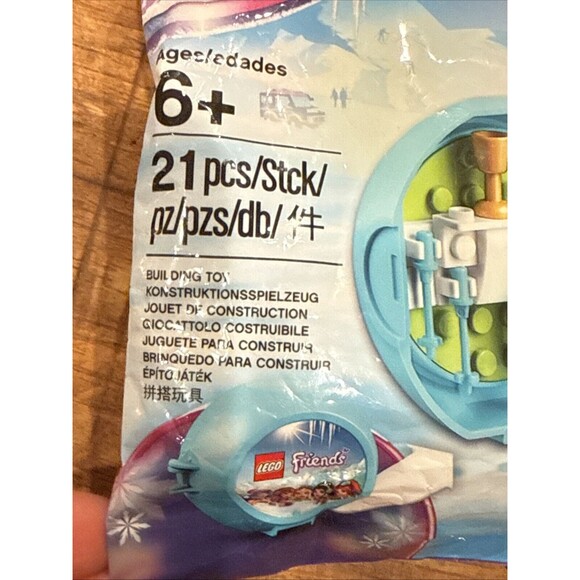 Ages/edades
6+
21 pcs/Stck/
pz/pzs/db/件
BUILDING TOY
KONSTRUKTIONSSPIELZEUG
JOUET DE CONSTRUCTION
GIOCATTOLO COSTRUIBILE
JUGUETE PARA CONSTRUIR
BRINQUEDO PARA CONSTRUIR
ÉPÍTŐJÁTÉK
拼搭玩具
LEGO Friends